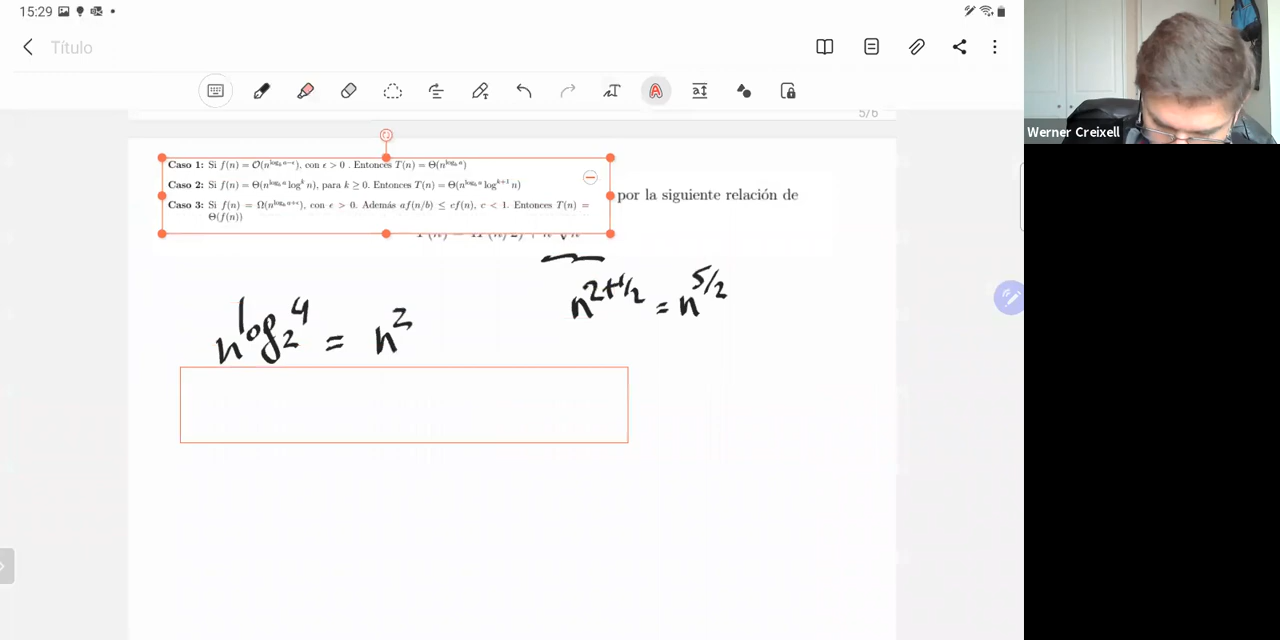 15:29
Título
5/6
Caso 1: Si f(n) = O(n^{log_b a−ε}), con ε > 0 . Entonces T(n) = Θ(n^{log_b a})
Caso 2: Si f(n) = Θ(n^{log_b a} log^k n), para k ≥ 0. Entonces T(n) = Θ(n^{log_b a} log^{k+1} n)
Caso 3: Si f(n) = Ω(n^{log_b a+ε}), con ε > 0. Además af(n/b) ≤ cf(n), c < 1. Entonces T(n) =
Θ(f(n))
por la siguiente relación de
n^{2+1/2} = n^{5/2}
n^{log_2 4} = n^2
Werner Creixell